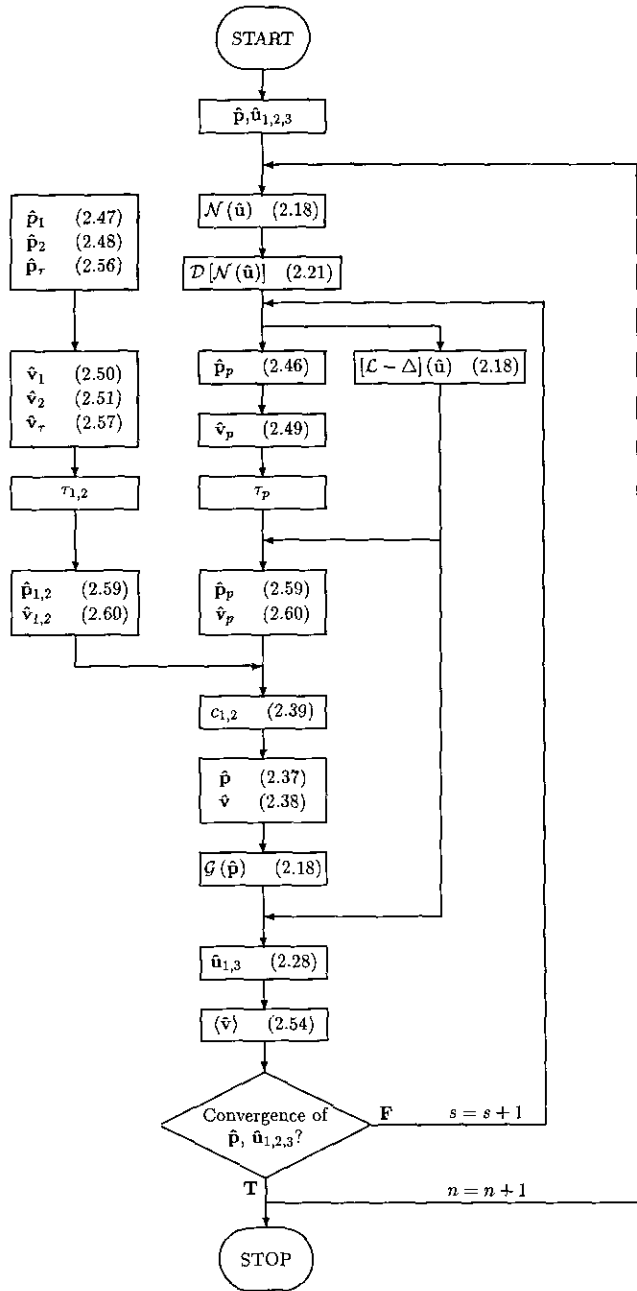 START
p̂,û₁,₂,₃
𝒩(û) (2.18)
𝒟[𝒩(û)] (2.21)
p̂₁ (2.47)
p̂₂ (2.48)
p̂τ (2.56)
v̂₁ (2.50)
v̂₂ (2.51)
v̂τ (2.57)
τ₁,₂
p̂₁,₂ (2.59)
v̂₁,₂ (2.60)
p̂ₚ (2.46)
[ℒ − △](û) (2.18)
v̂ₚ (2.49)
τₚ
p̂ₚ (2.59)
v̂ₚ (2.60)
c₁,₂ (2.39)
p̂ (2.37)
v̂ (2.38)
𝒢(p̂) (2.18)
û₁,₃ (2.28)
⟨v̂⟩ (2.54)
Convergence of
p̂, û₁,₂,₃?
F
s = s + 1
T
n = n + 1
STOP